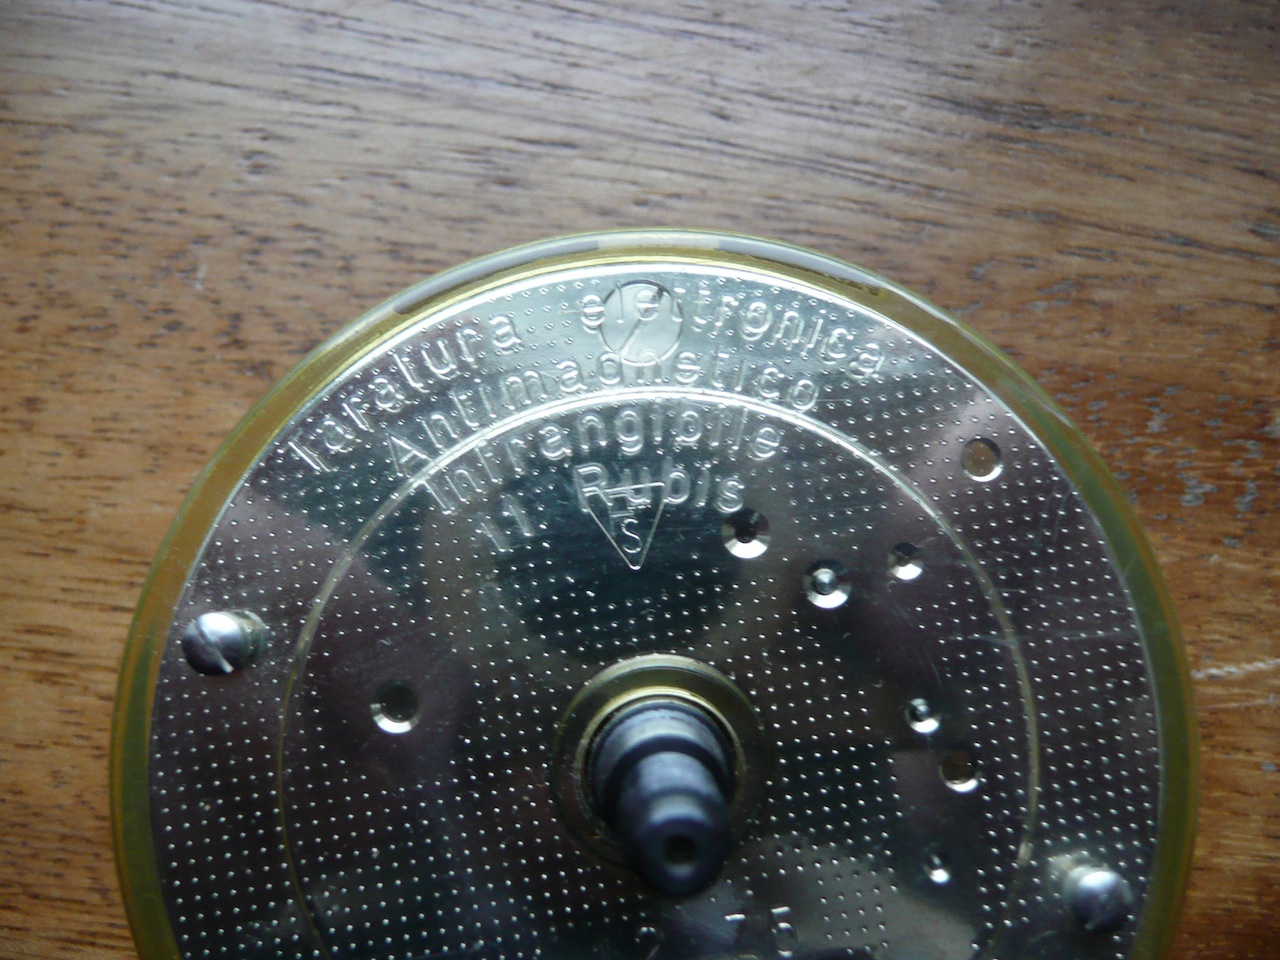 Taratura elettronica
Antimagnetico
Infrangibile
11 Rubis